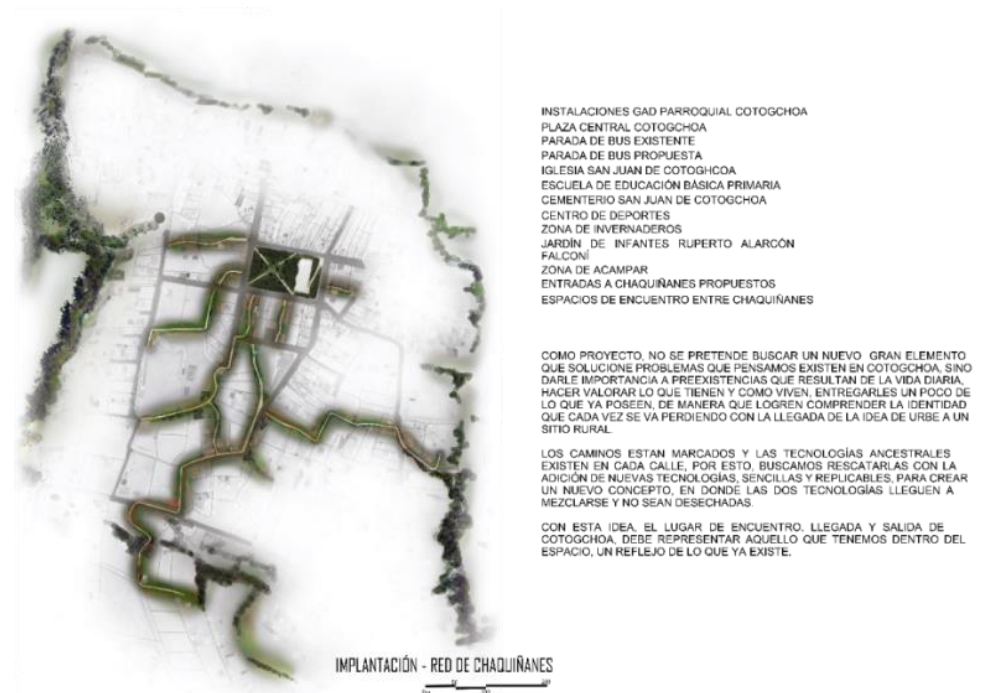 INSTALACIONES GAD PARROQUIAL COTOGCHOA
PLAZA CENTRAL COTOGCHOA
PARADA DE BUS EXISTENTE
PARADA DE BUS PROPUESTA
IGLESIA SAN JUAN DE COTOGHCOA
ESCUELA DE EDUCACIÓN BÁSICA PRIMARIA
CEMENTERIO SAN JUAN DE COTOGCHOA
CENTRO DE DEPORTES
ZONA DE INVERNADEROS
JARDÍN DE INFANTES RUPERTO ALARCÓN
FALCONÍ
ZONA DE ACAMPAR
ENTRADAS A CHAQUIÑANES PROPUESTOS
ESPACIOS DE ENCUENTRO ENTRE CHAQUIÑANES
COMO PROYECTO, NO SE PRETENDE BUSCAR UN NUEVO GRAN ELEMENTO
QUE SOLUCIONE PROBLEMAS QUE PENSAMOS EXISTEN EN COTOGCHOA, SINO
DARLE IMPORTANCIA A PREEXISTENCIAS QUE RESULTAN DE LA VIDA DIARIA,
HACER VALORAR LO QUE TIENEN Y COMO VIVEN, ENTREGARLES UN POCO DE
LO QUE YA POSEEN, DE MANERA QUE LOGREN COMPRENDER LA IDENTIDAD
QUE CADA VEZ SE VA PERDIENDO CON LA LLEGADA DE LA IDEA DE URBE A UN
SITIO RURAL.
LOS CAMINOS ESTAN MARCADOS Y LAS TECNOLOGÍAS ANCESTRALES
EXISTEN EN CADA CALLE, POR ESTO, BUSCAMOS RESCATARLAS CON LA
ADICIÓN DE NUEVAS TECNOLOGÍAS, SENCILLAS Y REPLICABLES, PARA CREAR
UN NUEVO CONCEPTO, EN DONDE LAS DOS TECNOLOGÍAS LLEGUEN A
MEZCLARSE Y NO SEAN DESECHADAS.
CON ESTA IDEA, EL LUGAR DE ENCUENTRO, LLEGADA Y SALIDA DE
COTOGCHOA, DEBE REPRESENTAR AQUELLO QUE TENEMOS DENTRO DEL
ESPACIO, UN REFLEJO DE LO QUE YA EXISTE.
IMPLANTACIÓN - RED DE CHAQUIÑANES